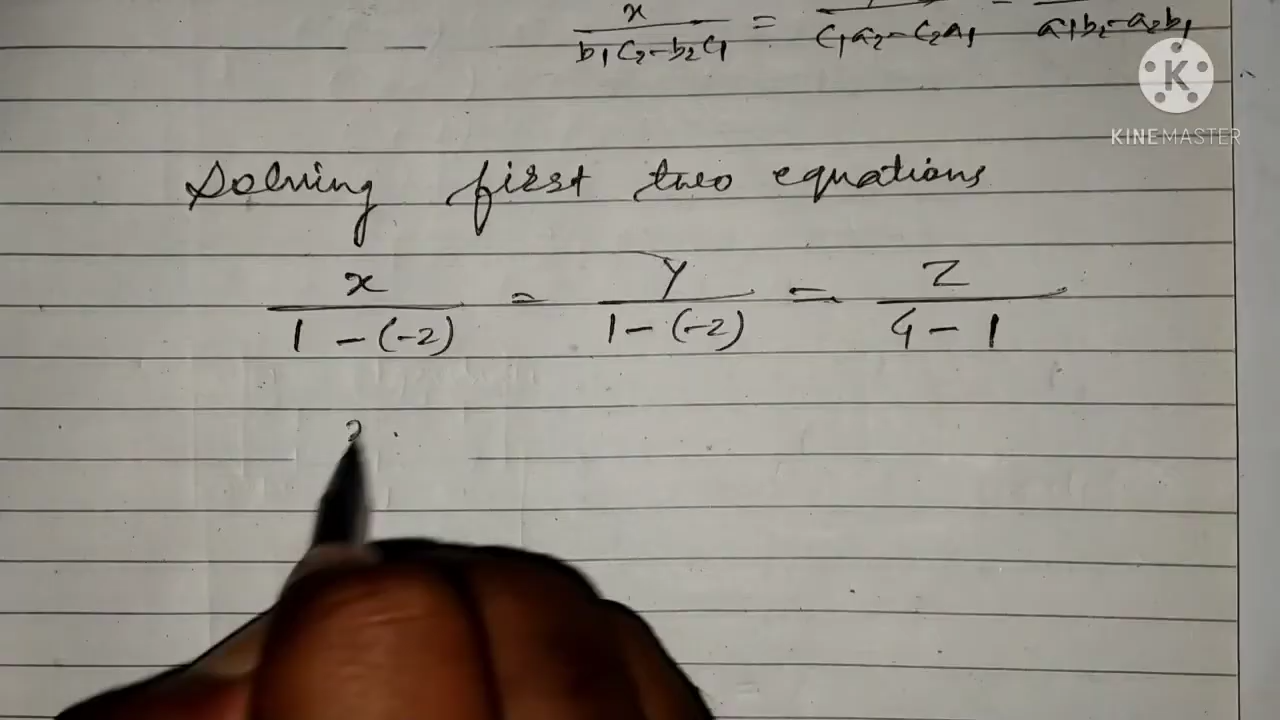 x/(b₁c₂-b₂c₁) = /(c₁a₂-c₂a₁) = /(a₁b₂-a₂b₁)
K
KINEMASTER
Solving first two equations
x/(1-(-2)) = y/(1-(-2)) = z/(4-1)